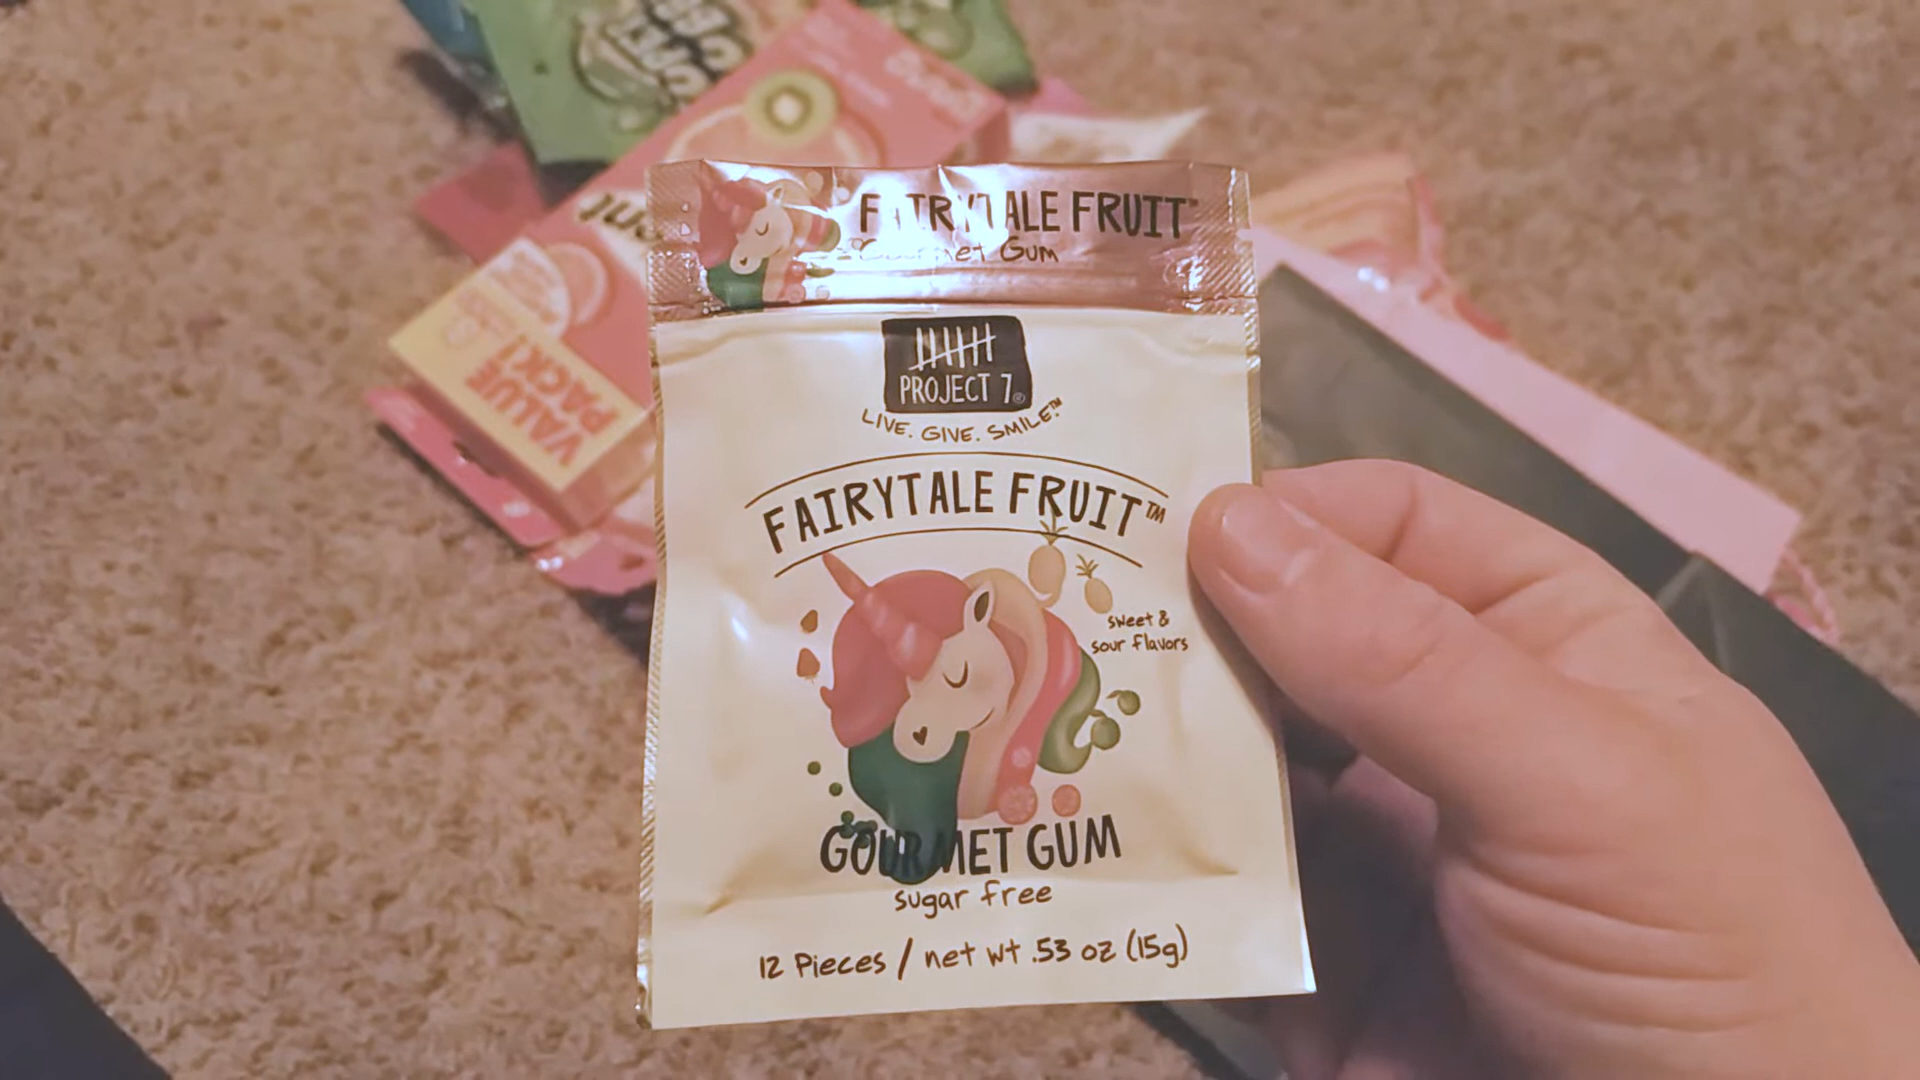 FAIRYTALE FRUIT™
Gourmet Gum
PROJECT 7®
LIVE. GIVE. SMILE.™
FAIRYTALE FRUIT™
sweet &
sour flavors
GOURMET GUM
sugar free
12 Pieces / net wt .53 oz (15g)
VALUE
PACK!